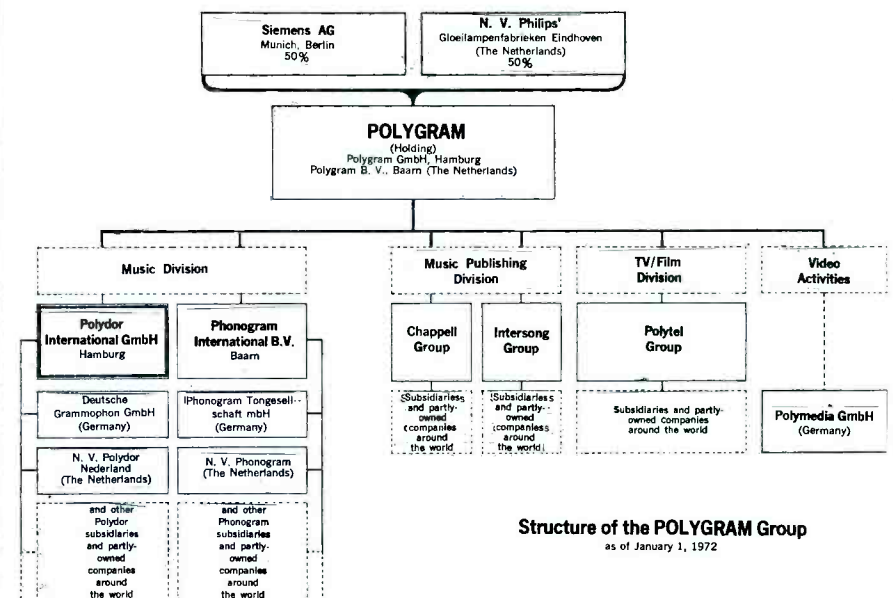 Siemens AG
Munich, Berlin
50%
N. V. Philips'
Gloeilampenfabrieken Eindhoven
(The Netherlands)
50%
POLYGRAM
(Holding)
Polygram GmbH, Hamburg
Polygram B. V., Baarn (The Netherlands)
Music Division
Music Publishing
Division
TV/Film
Division
Video
Activities
Polydor
International GmbH
Hamburg
Phonogram
International B.V.
Baarn
Chappell
Group
Intersong
Group
Polytel
Group
Deutsche
Grammophon GmbH
(Germany)
Phonogram Tongesell-
schaft mbH
(Germany)
Subsidiaries
and partly-
owned
companies
around
the world
Subsidiaries
and partly-
owned
companies
around
the world
Subsidiaries and partly-
owned companies
around the world
Polymedia GmbH
(Germany)
N. V. Polydor
Nederland
(The Netherlands)
N. V. Phonogram
(The Netherlands)
and other
Polydor
subsidiaries
and partly-
owned
companies
around
the world
and other
Phonogram
subsidiaries
and partly-
owned
companies
around
the world
Structure of the POLYGRAM Group
as of January 1, 1972